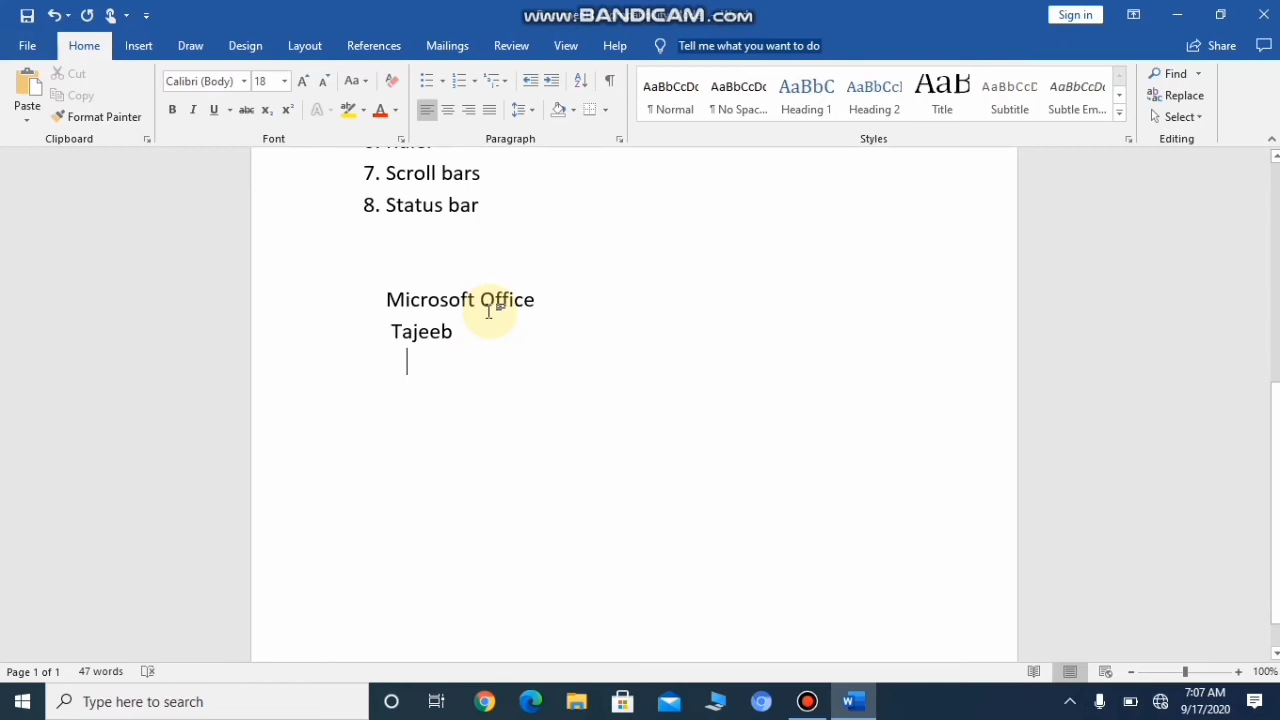 www.BANDICAM.com
Sign in
File Home Insert Draw Design Layout References Mailings Review View Help Tell me what you want to do Share
Paste Cut Copy Format Painter
Clipboard
Calibri (Body) 18 Aa
B I U abc x₂ x²
Font
Paragraph
AaBbCcDc ¶ Normal
AaBbCcDc ¶ No Spac...
AaBbC Heading 1
AaBbCcI Heading 2
AaB Title
AaBbCcD Subtitle
AaBbCcDc Subtle Em...
Styles
Find
Replace
Select
Editing
7. Scroll bars
8. Status bar
Microsoft Office
Tajeeb
Page 1 of 1 47 words 100%
Type here to search
7:07 AM
9/17/2020